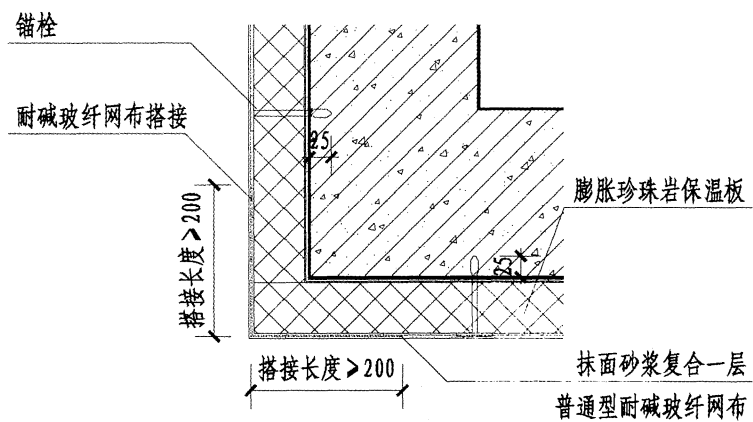 锚栓
耐碱玻纤网布搭接
25
膨胀珍珠岩保温板
搭接长度≥200
25
搭接长度≥200
抹面砂浆复合一层
普通型耐碱玻纤网布